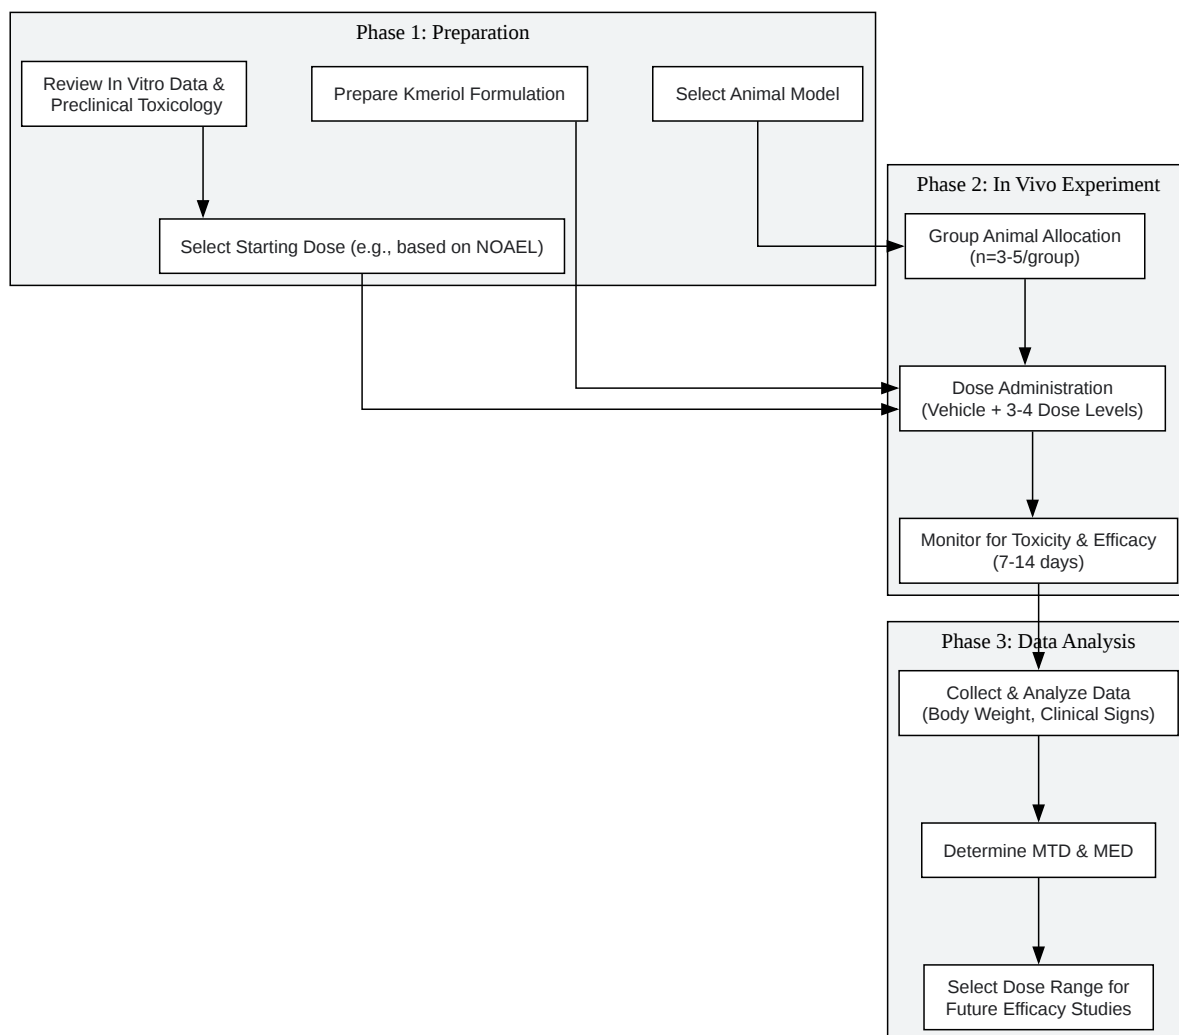 Phase 1: Preparation
Review In Vitro Data &
Preclinical Toxicology
Prepare Kmeriol Formulation
Select Animal Model
Select Starting Dose (e.g., based on NOAEL)
Phase 2: In Vivo Experiment
Group Animal Allocation
(n=3-5/group)
Dose Administration
(Vehicle + 3-4 Dose Levels)
Monitor for Toxicity & Efficacy
(7-14 days)
Phase 3: Data Analysis
Collect & Analyze Data
(Body Weight, Clinical Signs)
Determine MTD & MED
Select Dose Range for
Future Efficacy Studies